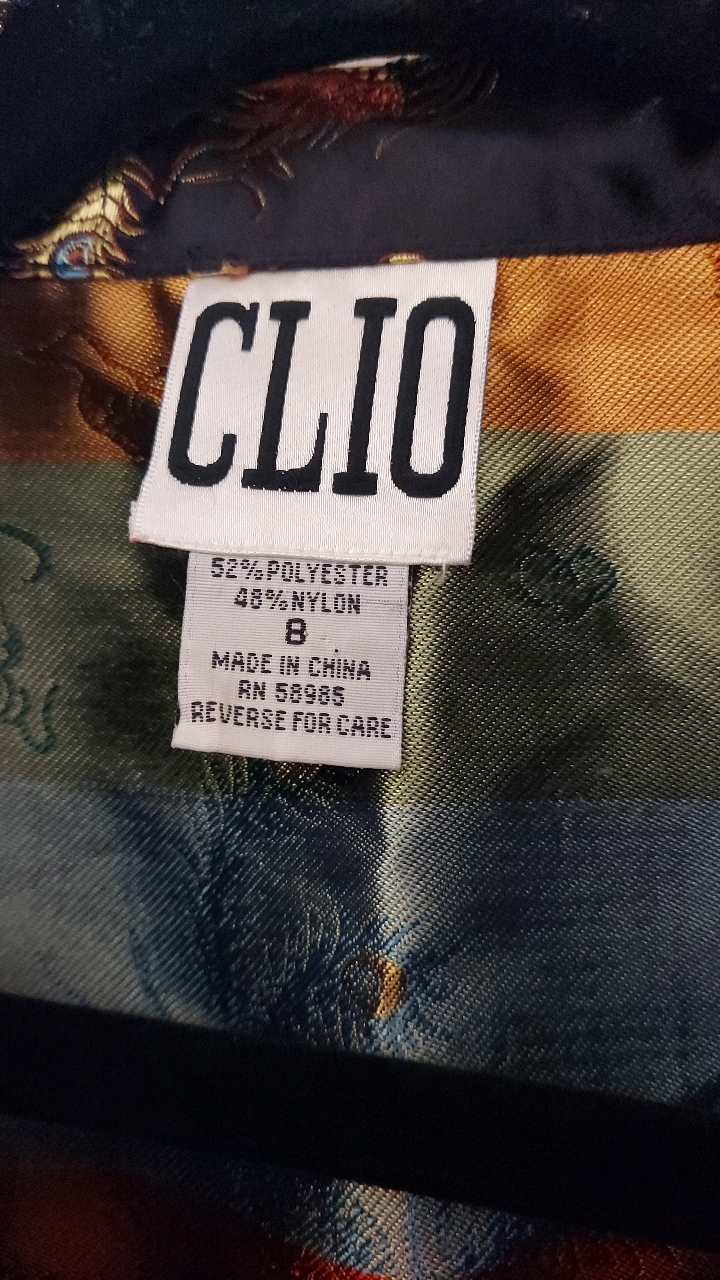 CLIO
52% POLYESTER
48% NYLON
8
MADE IN CHINA
RN 58985
REVERSE FOR CARE